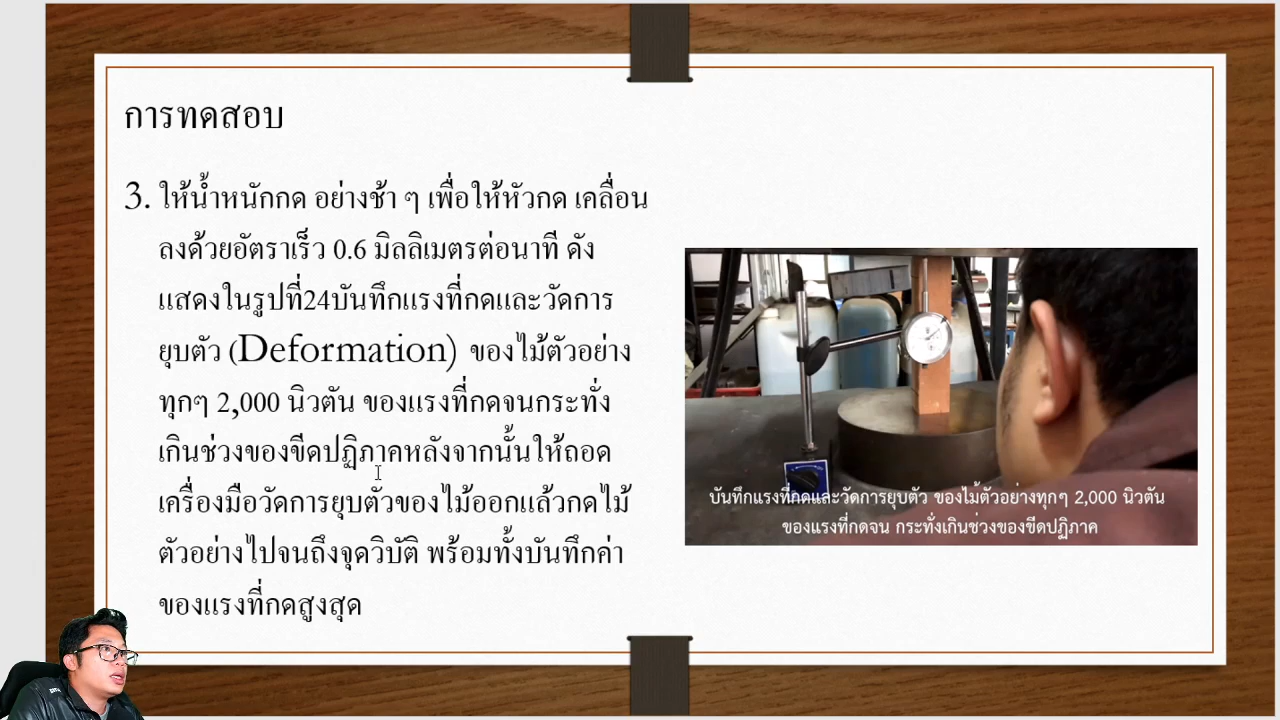 การทดสอบ
3. ให้น้ำหนักกด อย่างช้า ๆ เพื่อให้หัวกด เคลื่อน
ลงด้วยอัตราเร็ว 0.6 มิลลิเมตรต่อนาที ดัง
แสดงในรูปที่24บันทึกแรงที่กดและวัดการ
ยุบตัว (Deformation) ของไม้ตัวอย่าง
ทุกๆ 2,000 นิวตัน ของแรงที่กดจนกระทั่ง
เกินช่วงของขีดปฏิภาคหลังจากนั้นให้ถอด
เครื่องมือวัดการยุบตัวของไม้ออกแล้วกดไม้
ตัวอย่างไปจนถึงจุดวิบัติ พร้อมทั้งบันทึกค่า
ของแรงที่กดสูงสุด
บันทึกแรงที่กดและวัดการยุบตัว ของไม้ตัวอย่างทุกๆ 2,000 นิวตัน
ของแรงที่กดจน กระทั่งเกินช่วงของขีดปฏิภาค